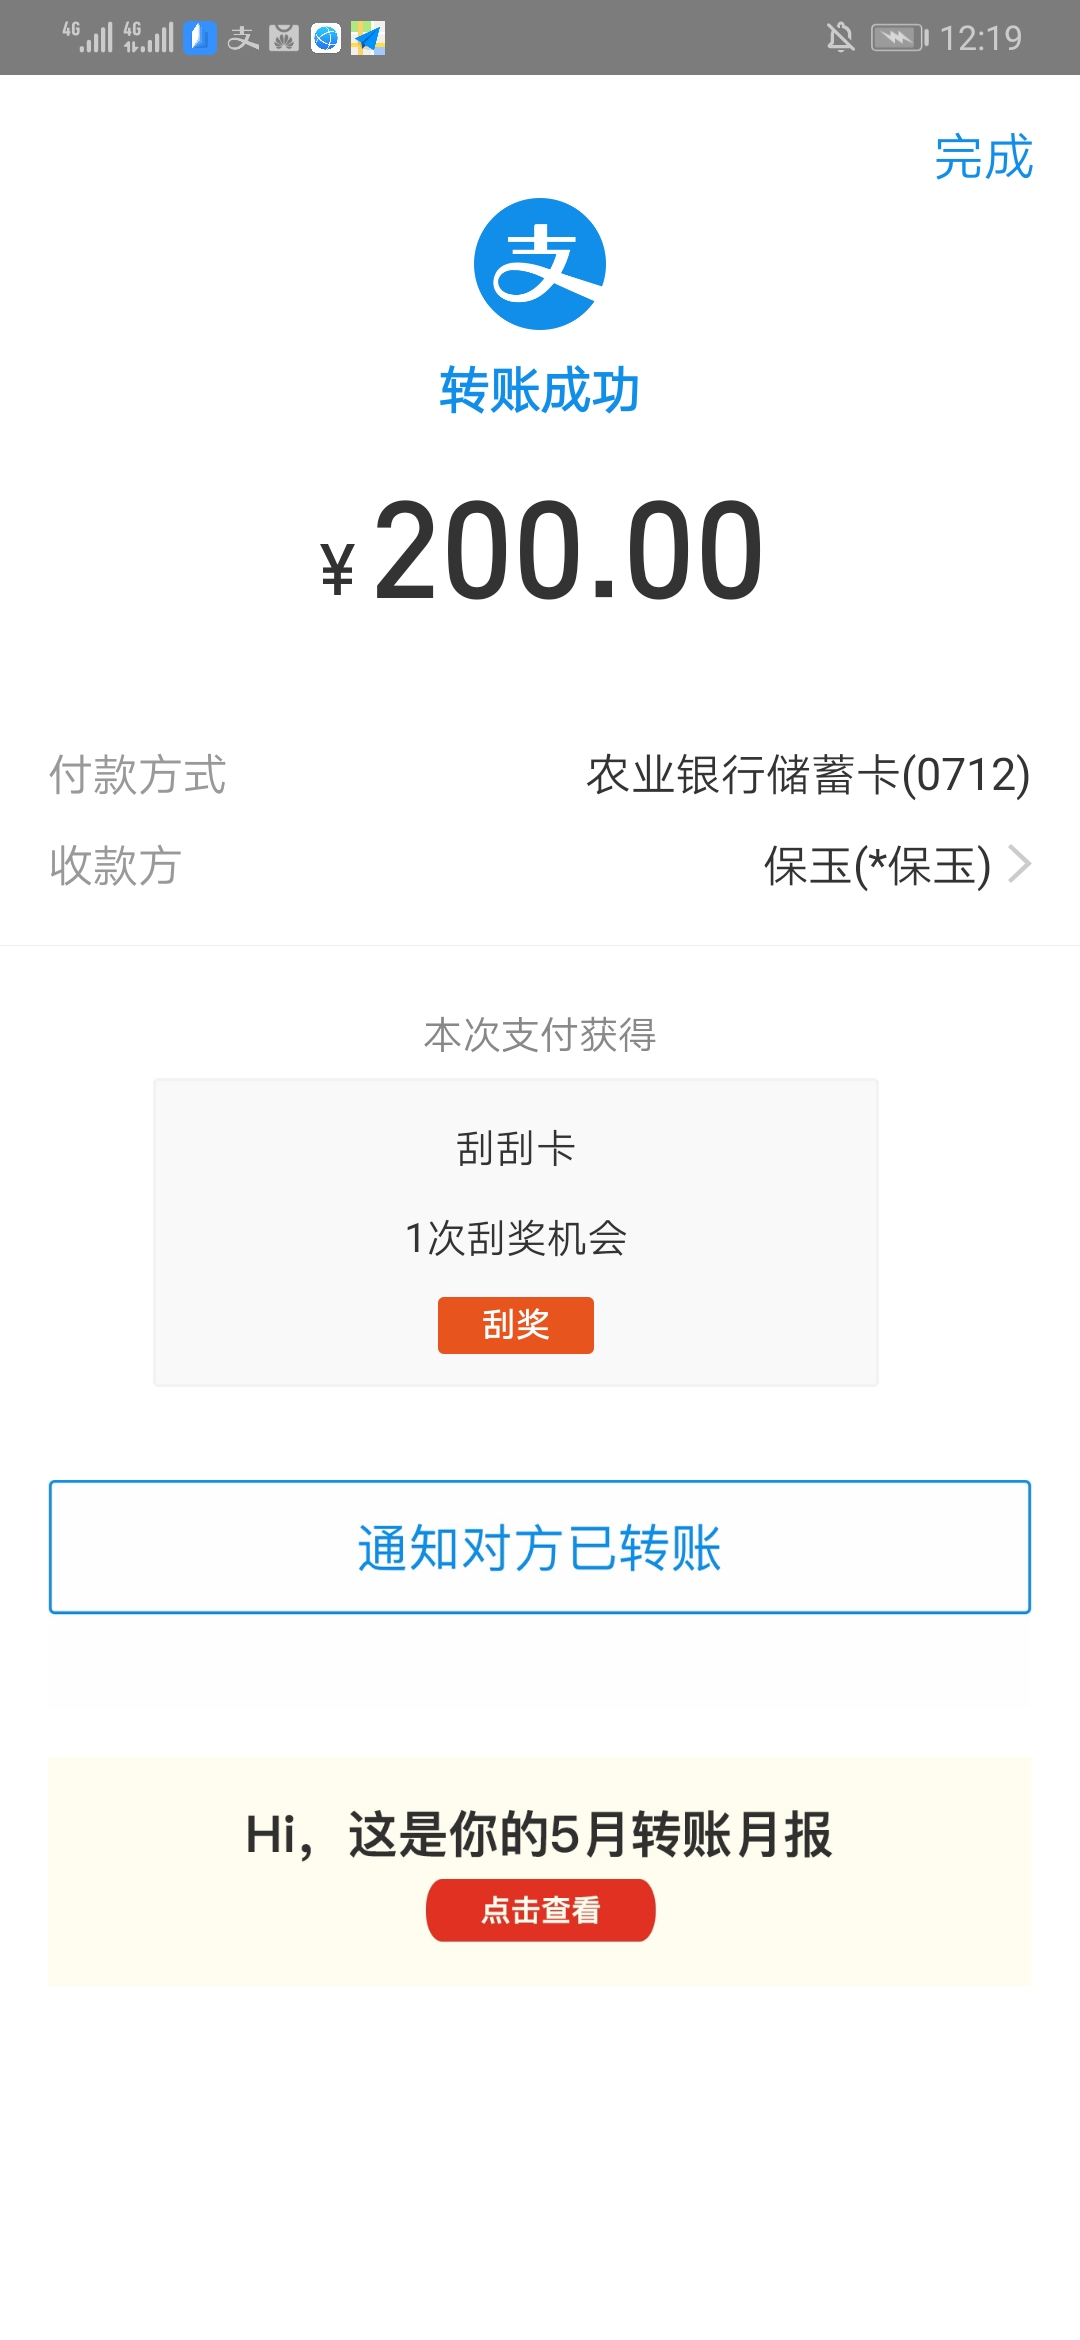 4G 4G 12:19
完成
支
转账成功
¥200.00
付款方式 农业银行储蓄卡(0712)
收款方 保玉(*保玉)
本次支付获得
刮刮卡
1次刮奖机会
刮奖
通知对方已转账
Hi，这是你的5月转账月报
点击查看